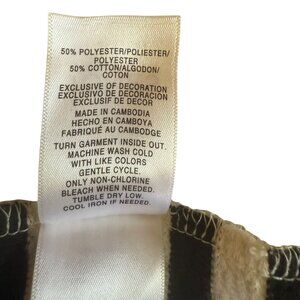 50% POLYESTER/POLIESTER/
POLYESTER
50% COTTON/ALGODON/
COTON
EXCLUSIVE OF DECORATION
EXCLUSIVO DE DECORACIÓN
EXCLUSIF DE DECOR
MADE IN CAMBODIA
HECHO EN CAMBOYA
FABRIQUÉ AU CAMBODGE
TURN GARMENT INSIDE OUT.
MACHINE WASH COLD
WITH LIKE COLORS
GENTLE CYCLE.
ONLY NON-CHLORINE
BLEACH WHEN NEEDED.
TUMBLE DRY LOW.
COOL IRON IF NEEDED.